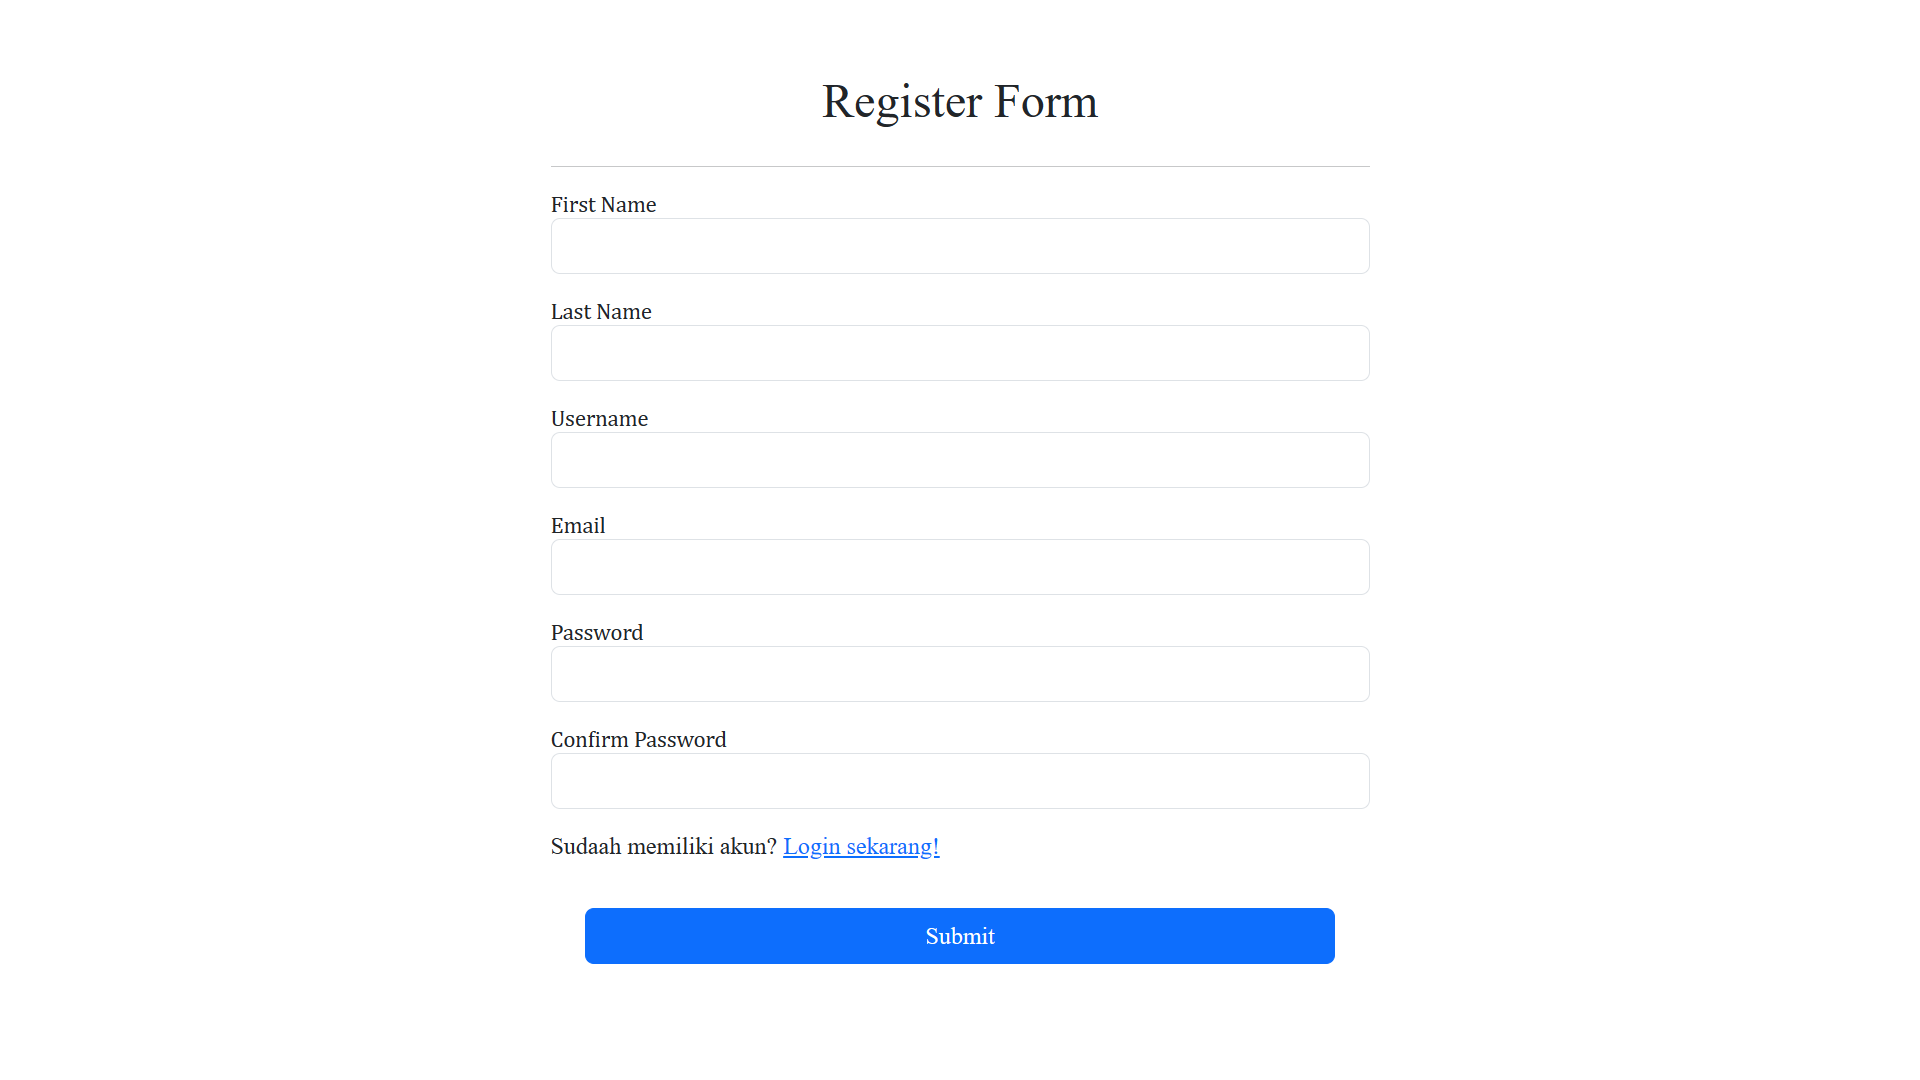 Register Form
First Name
Last Name
Username
Email
Password
Confirm Password
Sudaah memiliki akun? Login sekarang!
Submit